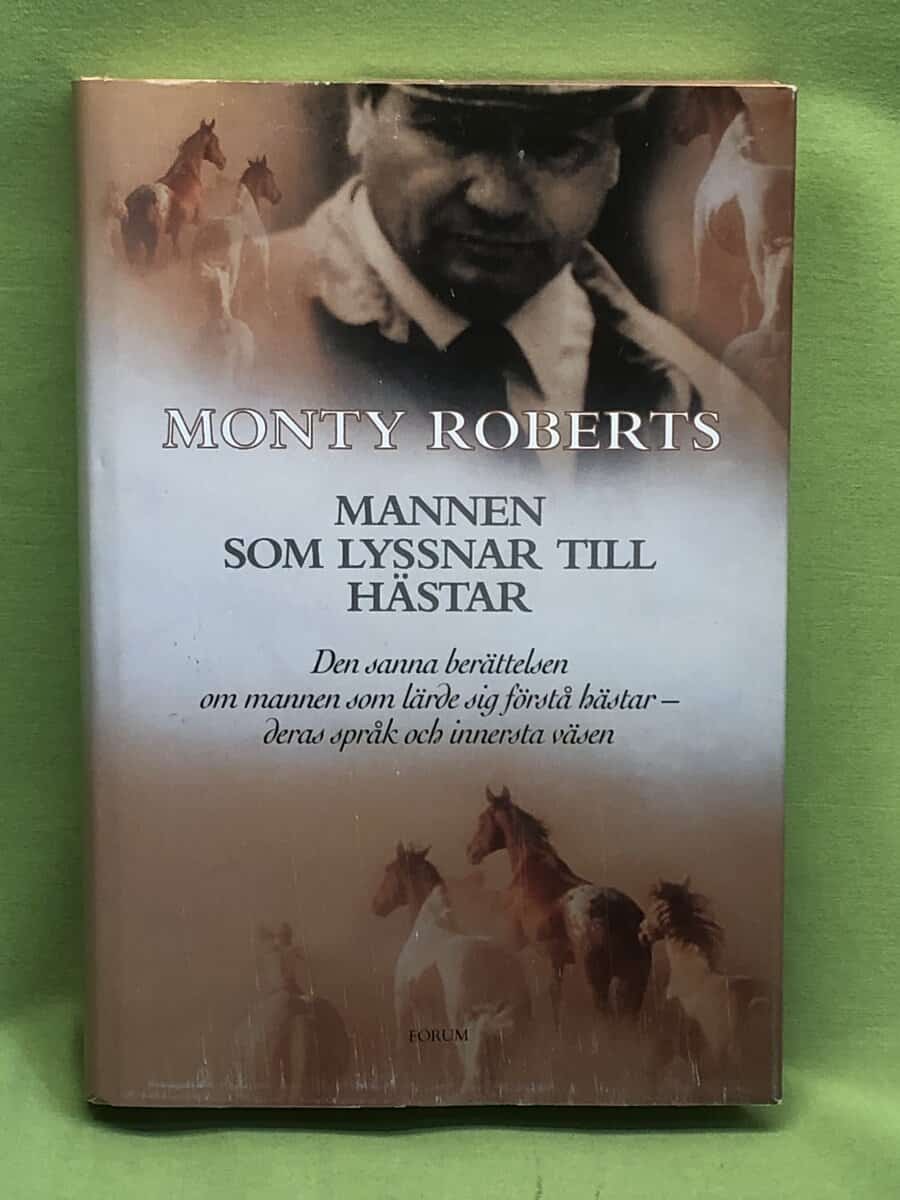 MONTY ROBERTS
MANNEN
SOM LYSSNAR TILL
HÄSTAR
Den sanna berättelsen
om mannen som lärde sig förstå hästar –
deras språk och innersta väsen
FORUM